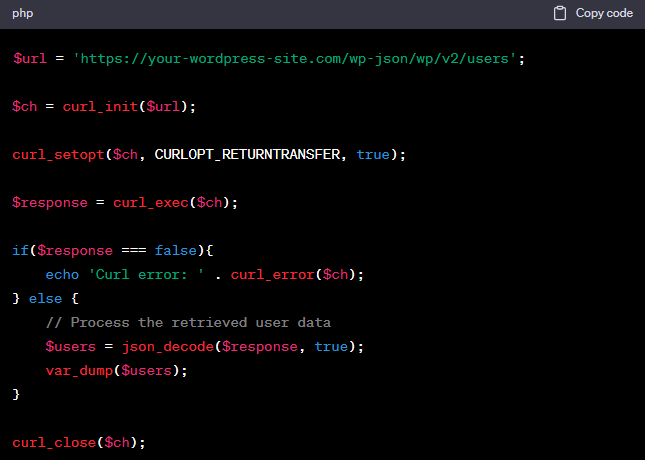 php Copy code
$url = 'https://your-wordpress-site.com/wp-json/wp/v2/users';
$ch = curl_init($url);
curl_setopt($ch, CURLOPT_RETURNTRANSFER, true);
$response = curl_exec($ch);
if($response === false){
    echo 'Curl error: ' . curl_error($ch);
} else {
    // Process the retrieved user data
    $users = json_decode($response, true);
    var_dump($users);
}
curl_close($ch);